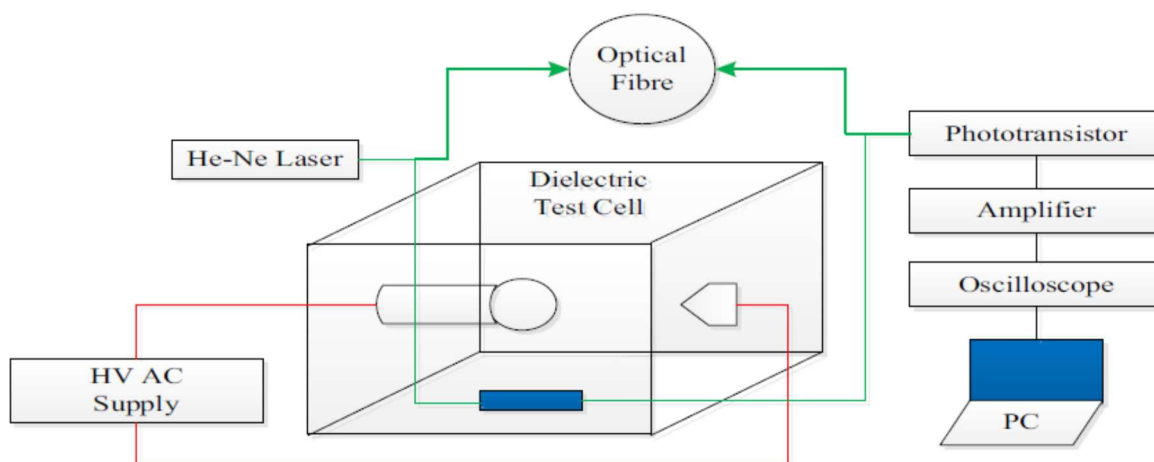 Optical
Fibre
He-Ne Laser
Phototransistor
Dielectric
Test Cell
Amplifier
Oscilloscope
HV AC
Supply
PC